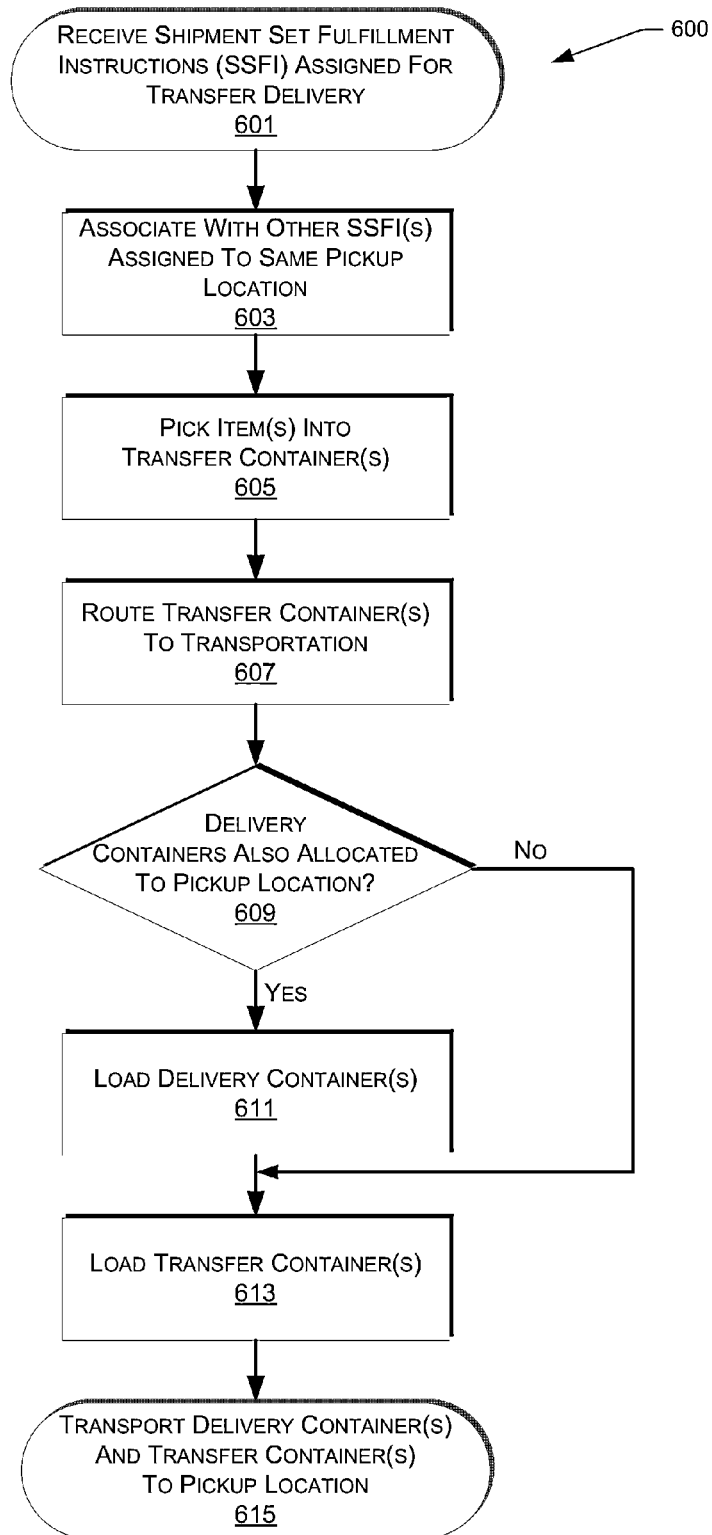 RECEIVE SHIPMENT SET FULFILLMENT
INSTRUCTIONS (SSFI) ASSIGNED FOR
TRANSFER DELIVERY
601
600
ASSOCIATE WITH OTHER SSFI(S)
ASSIGNED TO SAME PICKUP
LOCATION
603
PICK ITEM(S) INTO
TRANSFER CONTAINER(S)
605
ROUTE TRANSFER CONTAINER(S)
TO TRANSPORTATION
607
DELIVERY
CONTAINERS ALSO ALLOCATED
TO PICKUP LOCATION?
609
NO
YES
LOAD DELIVERY CONTAINER(S)
611
LOAD TRANSFER CONTAINER(S)
613
TRANSPORT DELIVERY CONTAINER(S)
AND TRANSFER CONTAINER(S)
TO PICKUP LOCATION
615